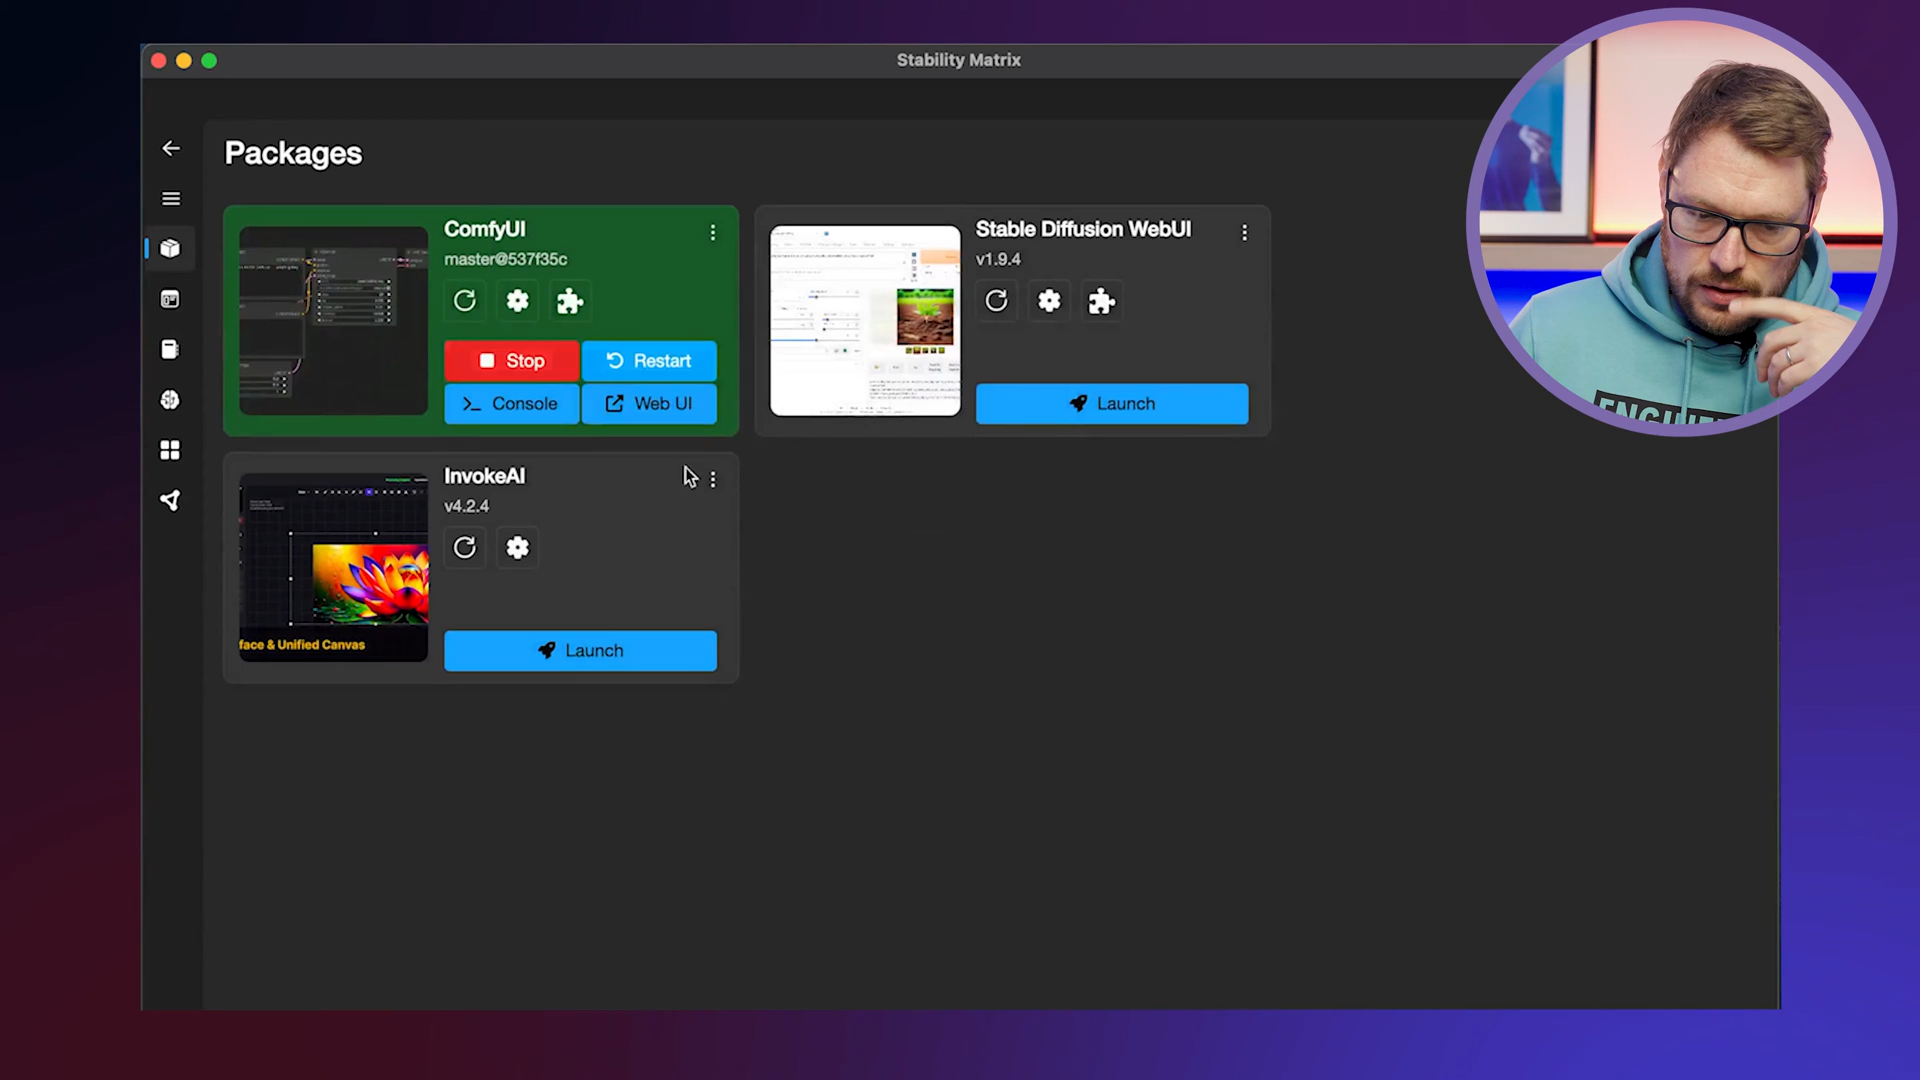 Stability Matrix
Packages
ComfyUI
master@537f35c
Stop
Restart
Console
Web UI
Stable Diffusion WebUI
v1.9.4
Launch
InvokeAI
v4.2.4
face & Unified Canvas
Launch